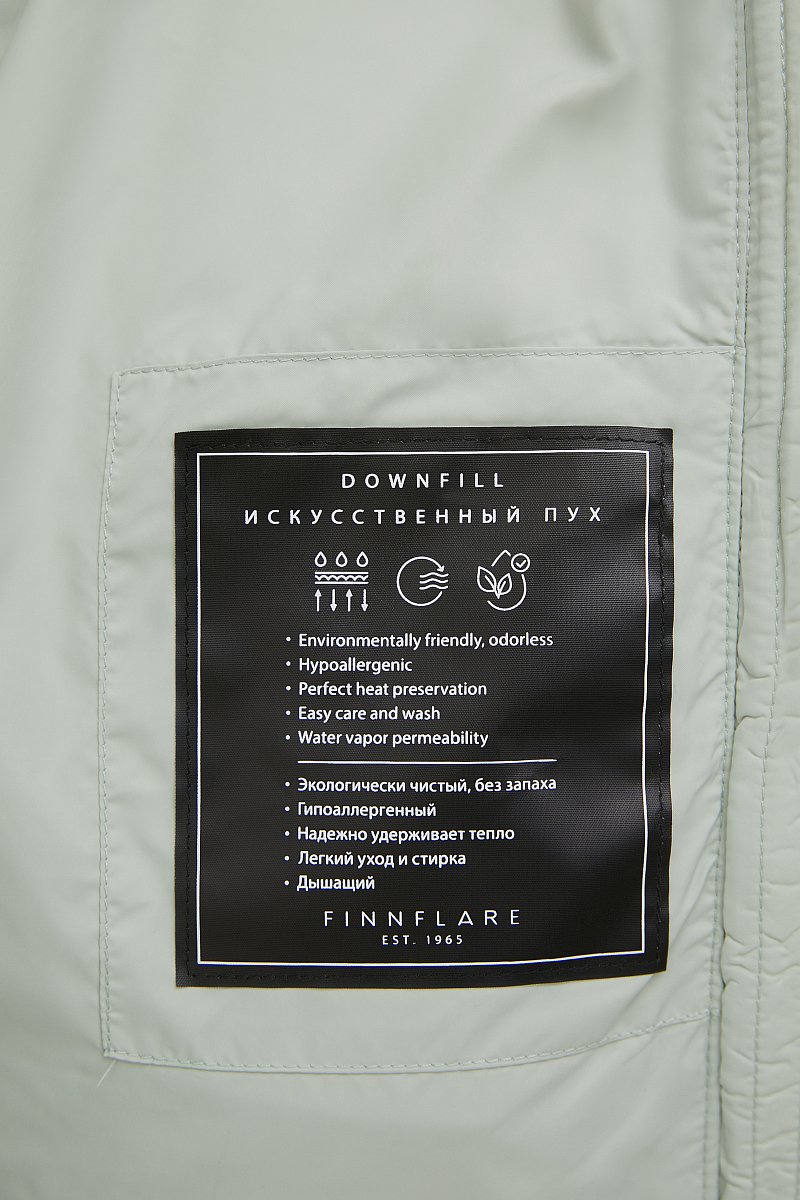 DOWNFILL
ИСКУССТВЕННЫЙ ПУХ
• Environmentally friendly, odorless
• Hypoallergenic
• Perfect heat preservation
• Easy care and wash
• Water vapor permeability
• Экологически чистый, без запаха
• Гипоаллергенный
• Надежно удерживает тепло
• Легкий уход и стирка
• Дышащий
FINNFLARE
EST. 1965